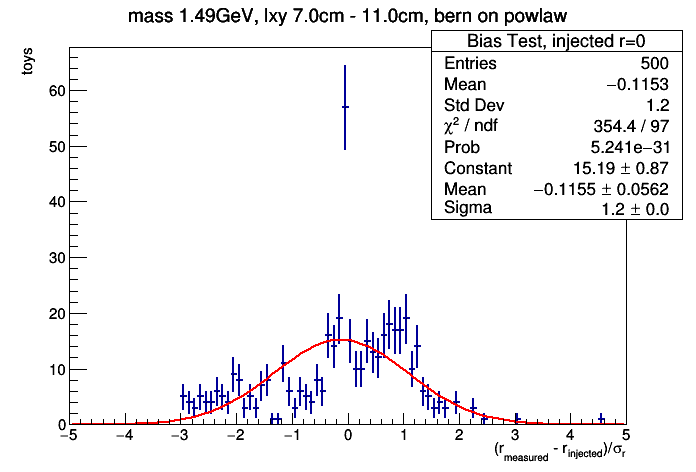 mass 1.49GeV, lxy 7.0cm - 11.0cm, bern on powlaw
toys
Bias Test, injected r=0
Entries 500
Mean −0.1153
Std Dev 1.2
χ² / ndf 354.4 / 97
Prob 5.241e−31
Constant 15.19 ± 0.87
Mean −0.1155 ± 0.0562
Sigma 1.2 ± 0.0
60
50
40
30
20
10
0
−5 −4 −3 −2 −1 0 1 2 3 4 5
(r_measured - r_injected)/σ_r